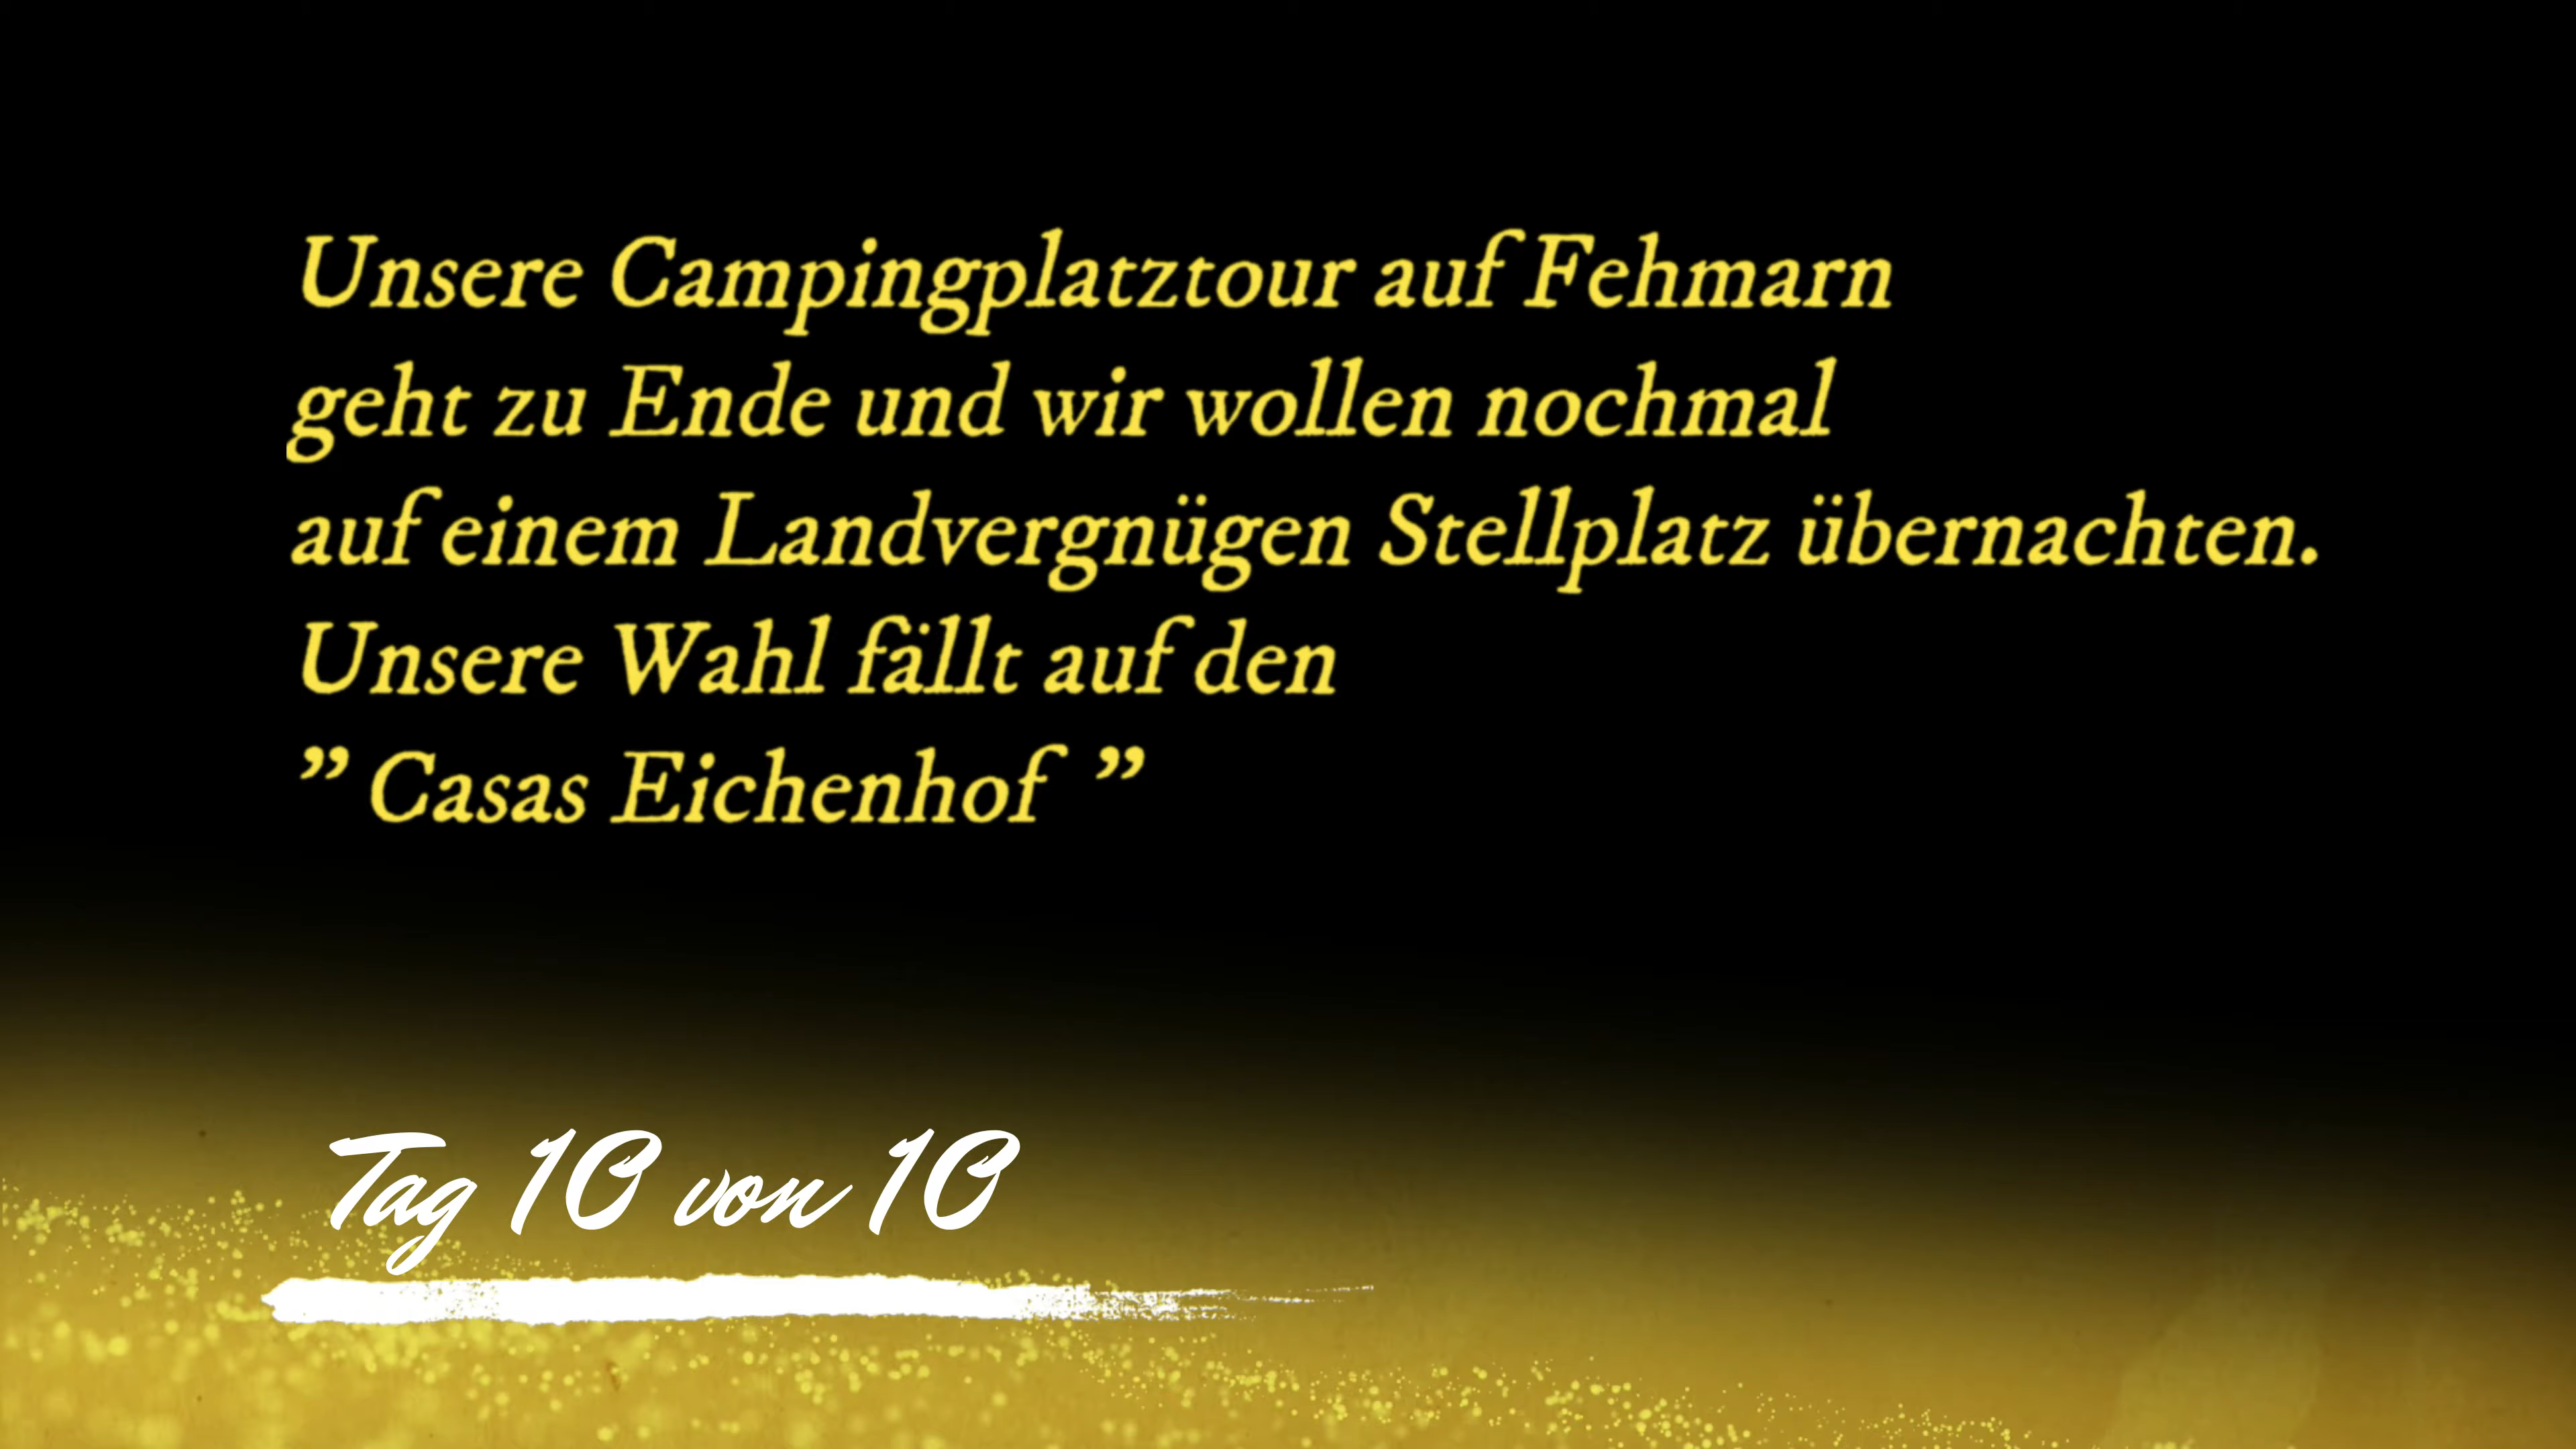 Unsere Campingplatztour auf Fehmarn
geht zu Ende und wir wollen nochmal
auf einem Landvergnügen Stellplatz übernachten.
Unsere Wahl fällt auf den
” Casas Eichenhof ”
Tag 10 von 10